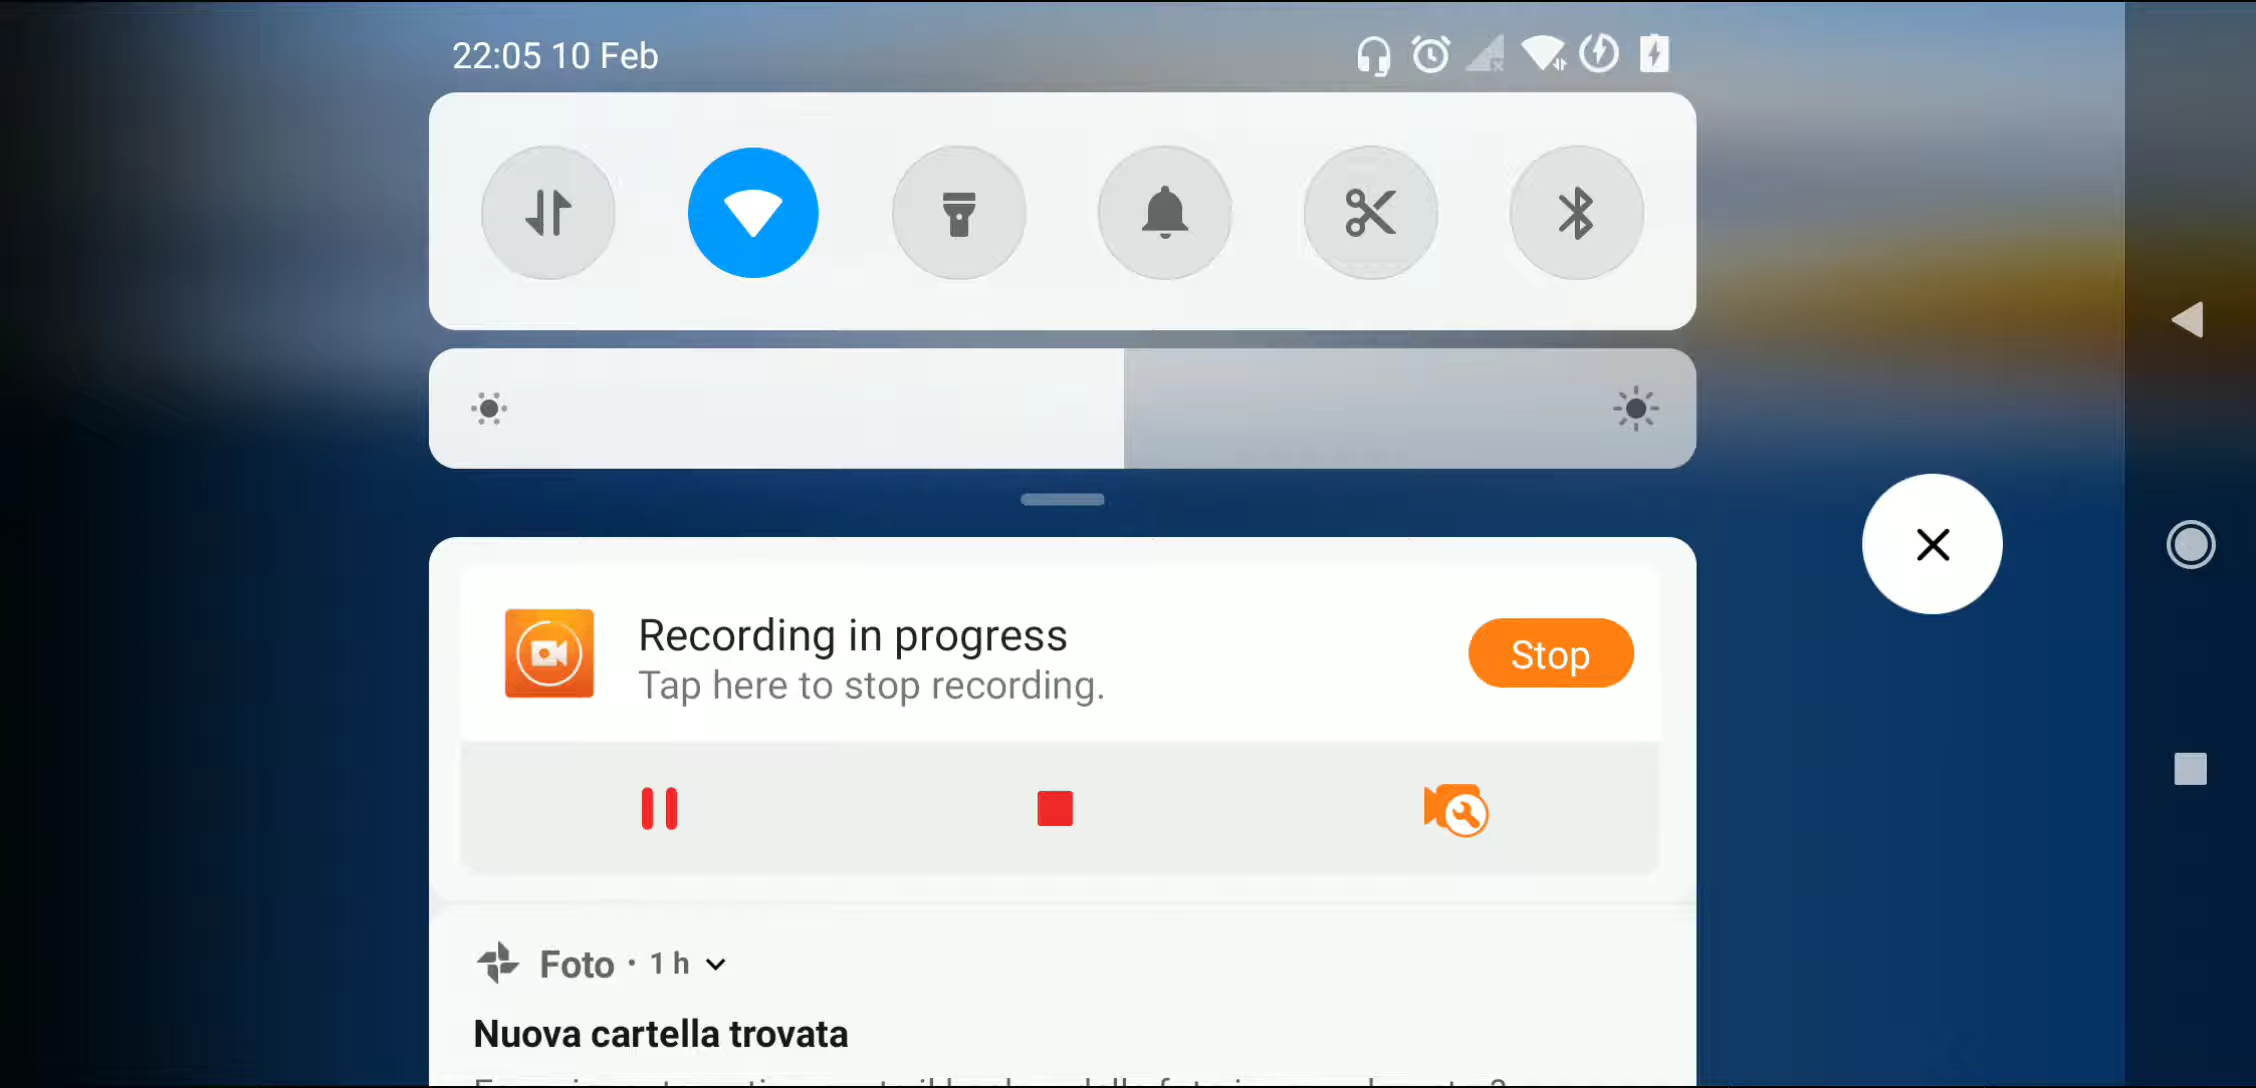 22:05 10 Feb
Recording in progress
Tap here to stop recording.
Stop
Foto • 1 h
Nuova cartella trovata